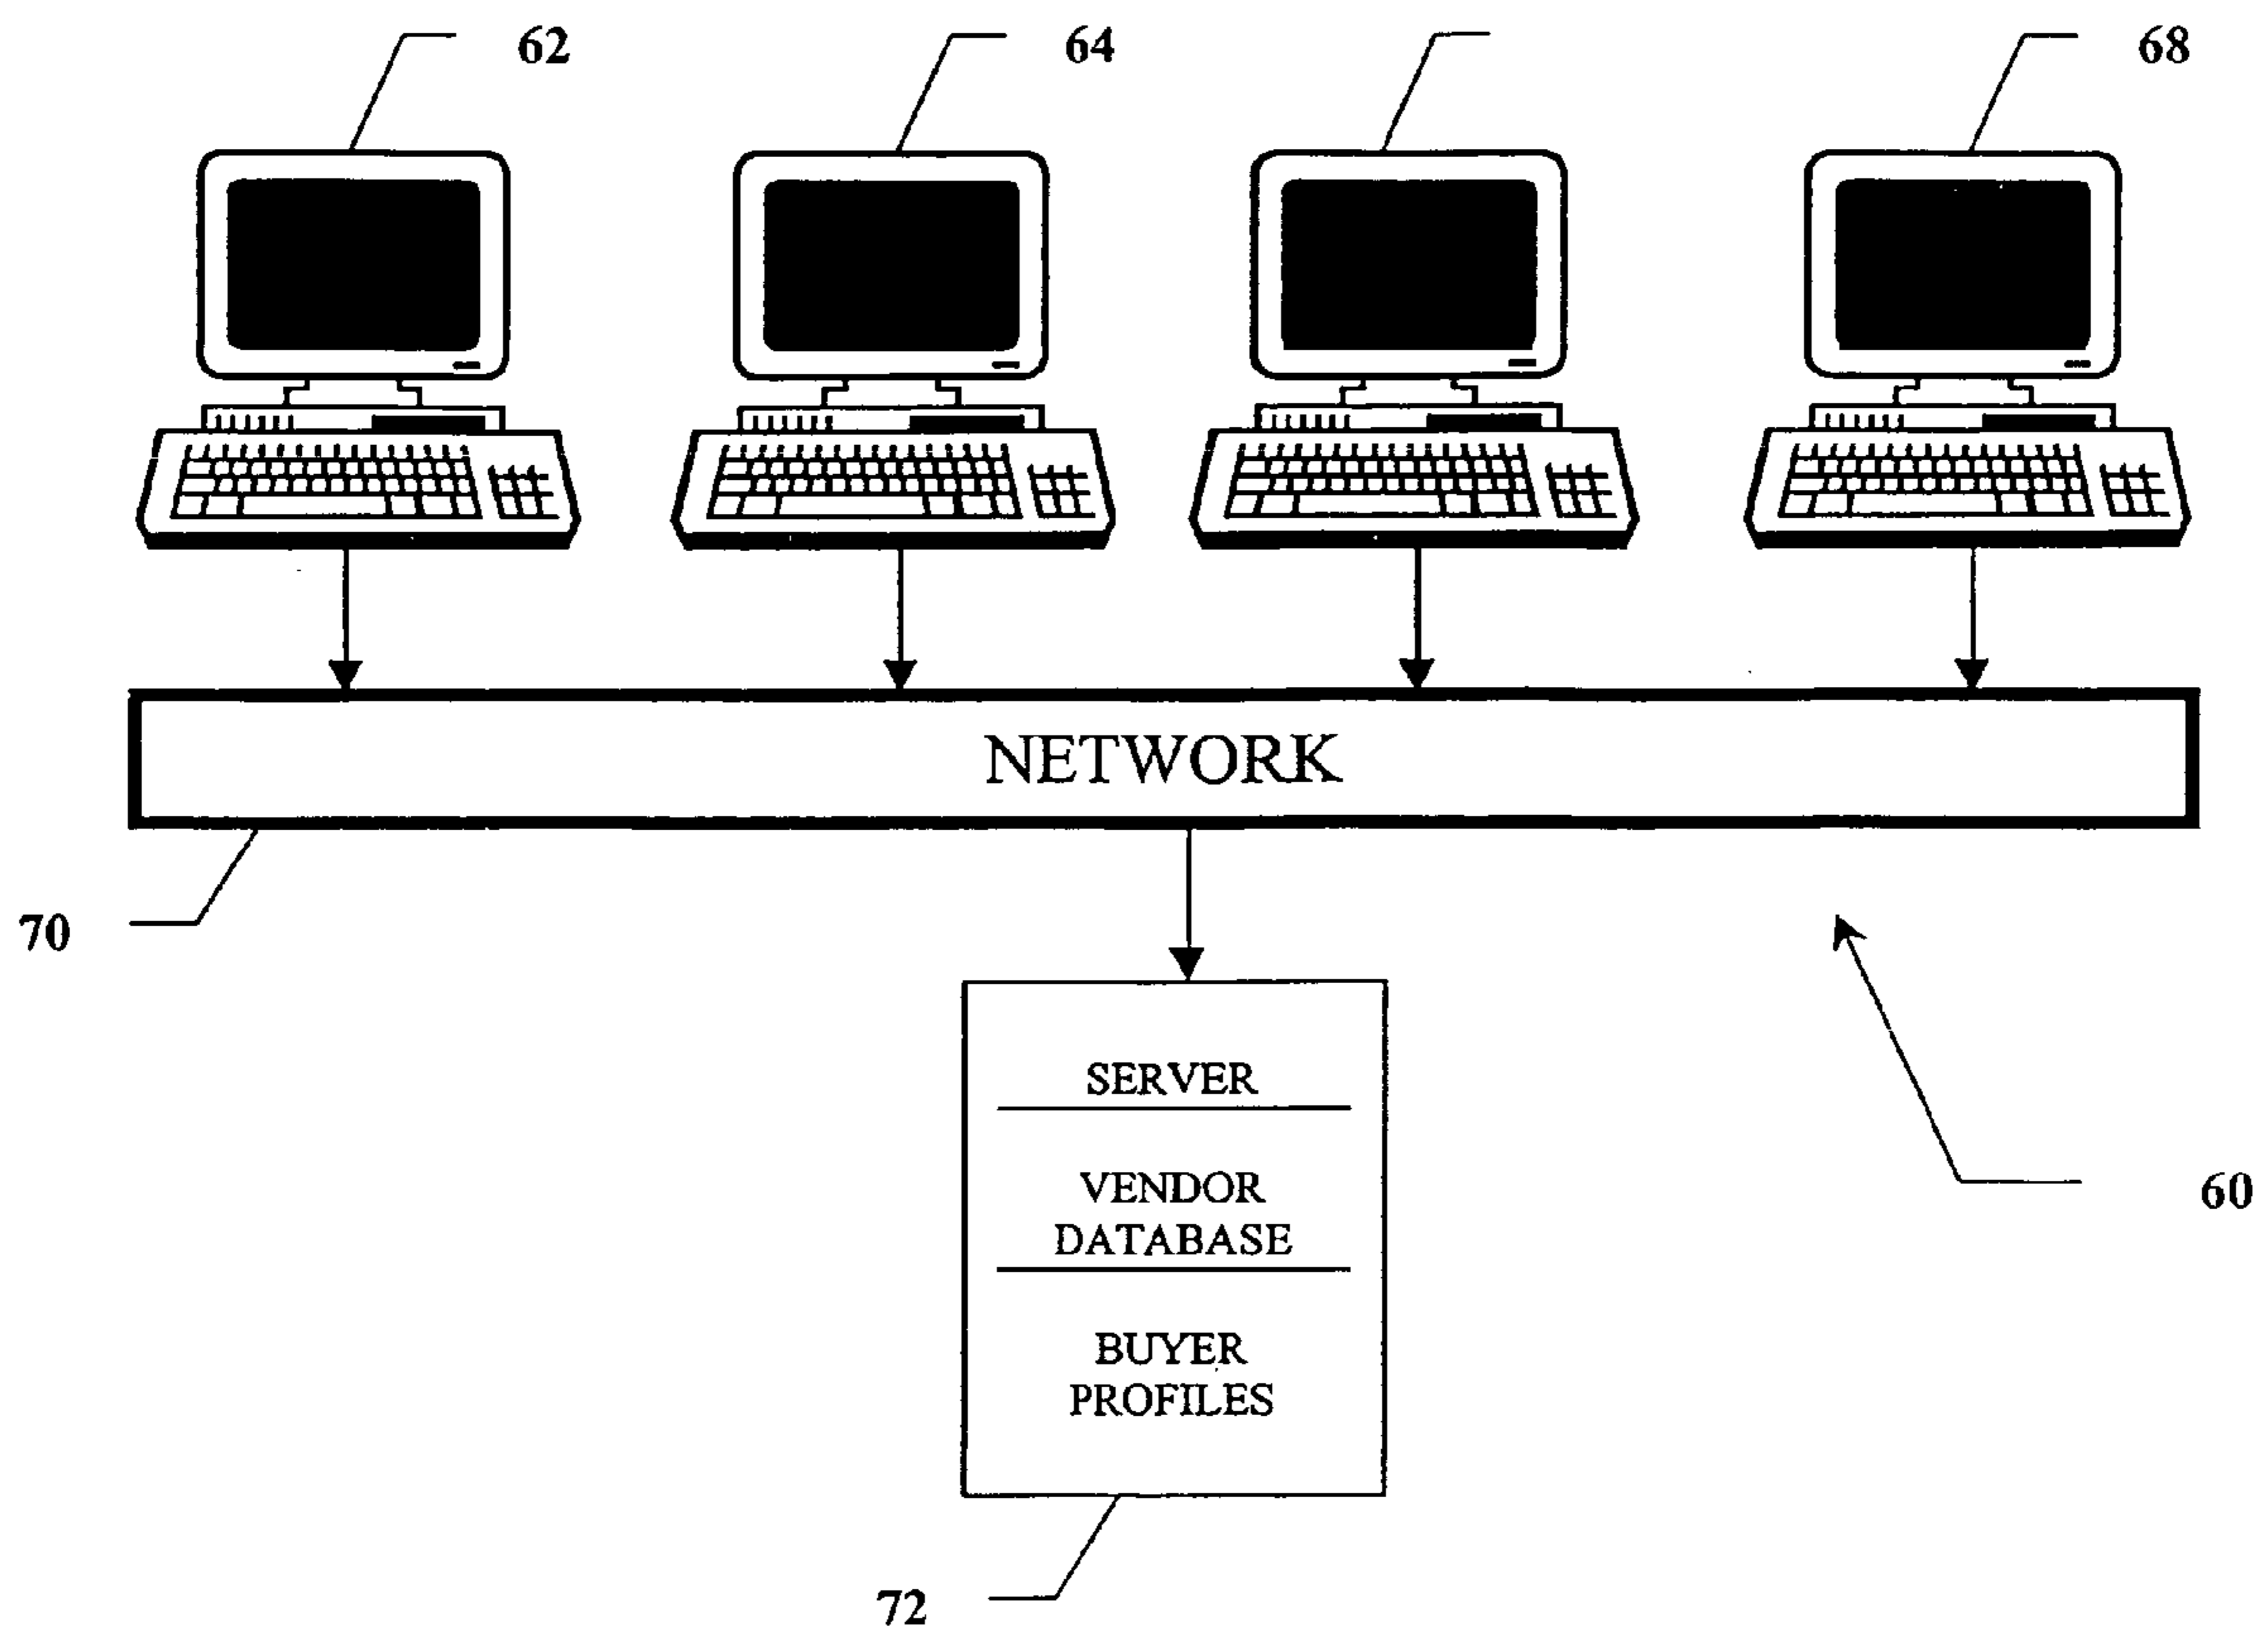 62
64
68
NETWORK
70
SERVER
VENDOR
DATABASE
60
BUYER
PROFILES
72